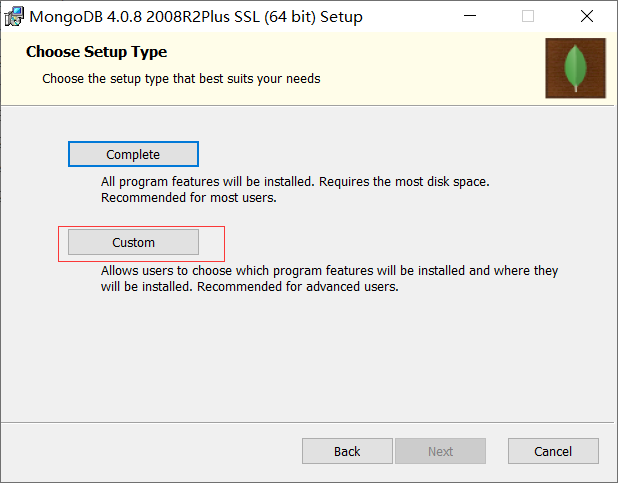 MongoDB 4.0.8 2008R2Plus SSL (64 bit) Setup
Choose Setup Type
Choose the setup type that best suits your needs
Complete
All program features will be installed. Requires the most disk space.
Recommended for most users.
Custom
Allows users to choose which program features will be installed and where they
will be installed. Recommended for advanced users.
Back
Next
Cancel